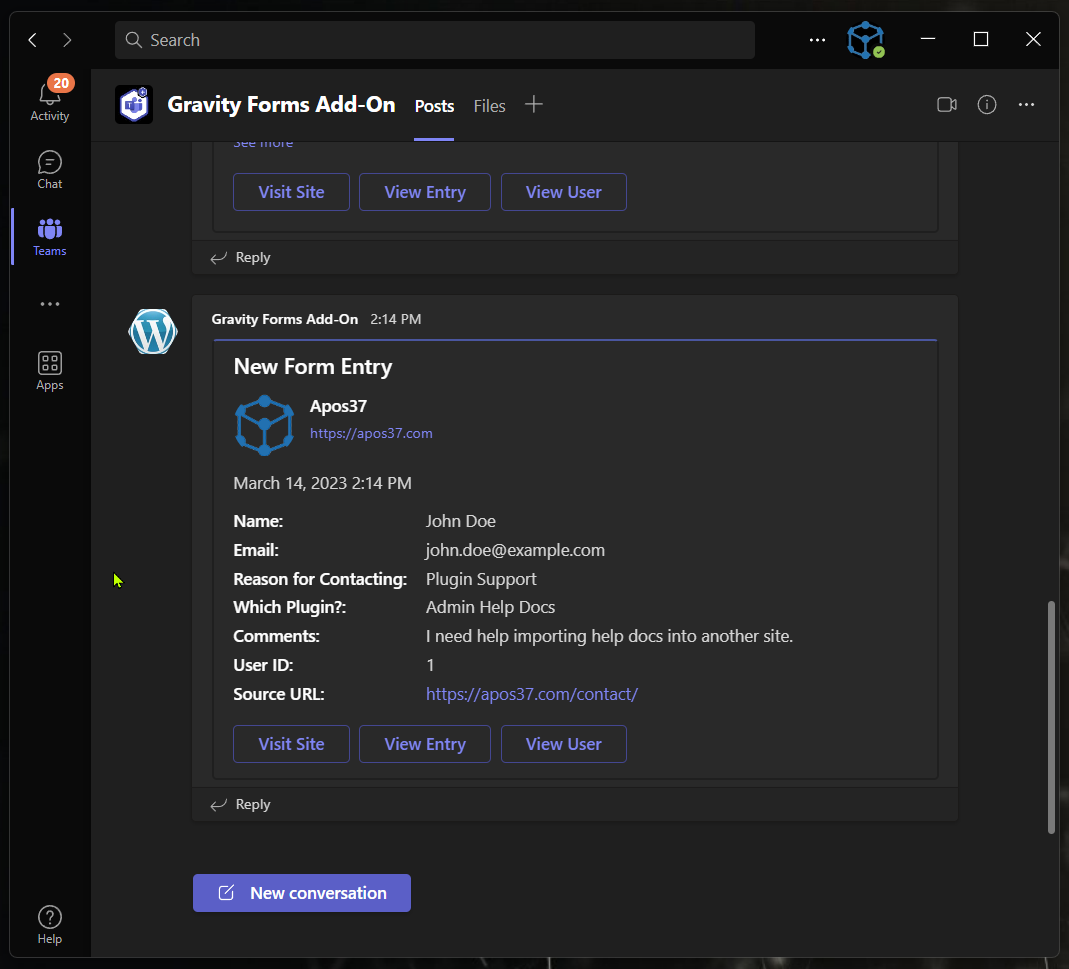 Search
20
Activity
Chat
Teams
Apps
Help
Gravity Forms Add-On Posts Files
See more
Visit Site View Entry View User
Reply
Gravity Forms Add-On 2:14 PM
New Form Entry
Apos37
https://apos37.com
March 14, 2023 2:14 PM
Name: John Doe
Email: john.doe@example.com
Reason for Contacting: Plugin Support
Which Plugin?: Admin Help Docs
Comments: I need help importing help docs into another site.
User ID: 1
Source URL: https://apos37.com/contact/
Visit Site View Entry View User
Reply
New conversation